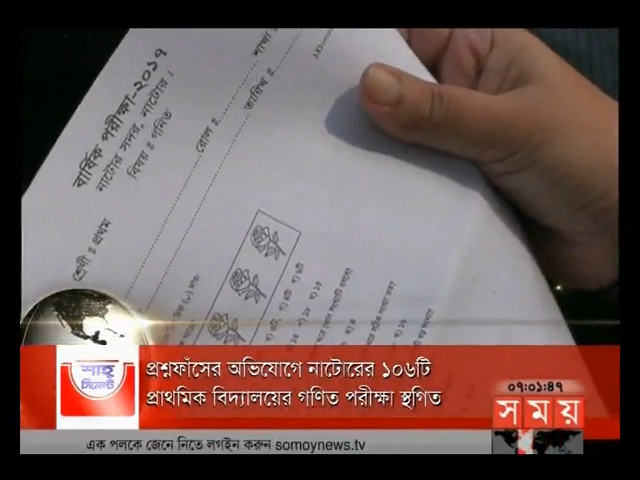 বার্ষিক পরীক্ষা-২০১৭
নাটোর সদর, নাটোর।
বিষয় ঃ গনিত
শাখা ঃ
রোল ঃ
তারিখ ঃ
শ্রেণী ঃ প্রথম
শাহ্
সিমেন্ট
প্রশ্নফাঁসের অভিযোগে নাটোরের ১০৬টি
প্রাথমিক বিদ্যালয়ের গণিত পরীক্ষা স্থগিত
০৭:০১:৪৭
সময়
এক পলকে জেনে নিতে লগইন করুন somoynews.tv